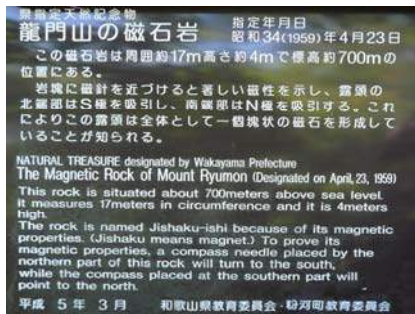 県指定天然記念物
龍門山の磁石岩
指定年月日
昭和34(1959)年4月23日
この磁石岩は周囲約17m高さ約4mで標高約700mの
位置にある。
岩塊に磁針を近づけると著しい磁性を示し、露頭の
北端部はS極を吸引し、南端部はN極を吸引する。これ
によりこの露頭は全体として一個塊状の磁石を形成して
いることが知られる。
NATURAL TREASURE designated by Wakayama Prefecture
The Magnetic Rock of Mount Ryumon (Designated on April, 23, 1959)
This rock is situated about 700meters above sea level.
it measures 17meters in circumference and it is 4meters
high.
The rock is named Jishaku-ishi because of its magnetic
properties. (Jishaku means magnet.) To prove its
magnetic properties, a compass needle placed by the
northern part of this rock will turn to the south,
while the compass placed at the southern part will
point to the north.
平成 5年 3月 和歌山県教育委員会・粉河町教育委員会